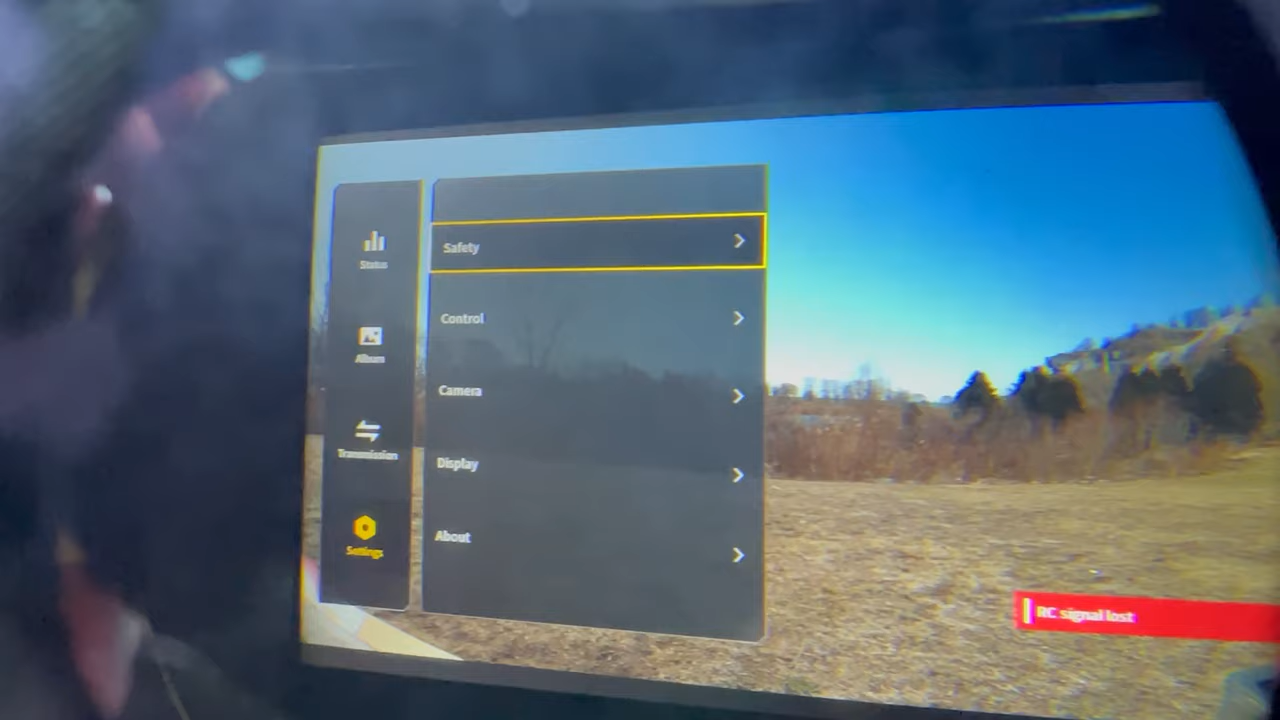 Status
Album
Transmission
Settings
Safety
Control
Camera
Display
About
RC signal lost